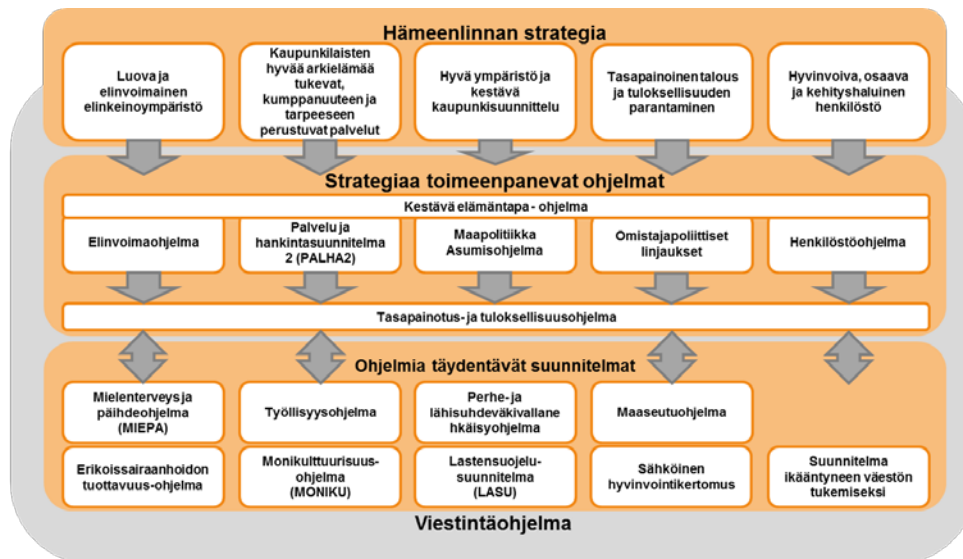 Hämeenlinnan strategia
Luova ja
elinvoimainen
elinkeinoympäristö
Kaupunkilaisten
hyvää arkielämää
tukevat,
kumppanuuteen ja
tarpeeseen
perustuvat palvelut
Hyvä ympäristö ja
kestävä
kaupunkisuunnittelu
Tasapainoinen talous
ja tuloksellisuuden
parantaminen
Hyvinvoiva, osaava
ja kehityshaluinen
henkilöstö
Strategiaa toimeenpanevat ohjelmat
Kestävä elämäntapa - ohjelma
Elinvoimaohjelma
Palvelu ja
hankintasuunnitelma
2 (PALHA2)
Maapolitiikka
Asumisohjelma
Omistajapoliittiset
linjaukset
Henkilöstöohjelma
Tasapainotus- ja tuloksellisuusohjelma
Ohjelmia täydentävät suunnitelmat
Mielenterveys ja
päihdeohjelma
(MIEPA)
Työllisyysohjelma
Perhe- ja
lähisuhdeväkivallane
hkäisyohjelma
Maaseutuohjelma
Erikoissairaanhoidon
tuottavuus-ohjelma
Monikulttuurisuus-
ohjelma
(MONIKU)
Lastensuojelu-
suunnitelma
(LASU)
Sähköinen
hyvinvointikertomus
Suunnitelma
ikääntyneen väestön
tukemiseksi
Viestintäohjelma